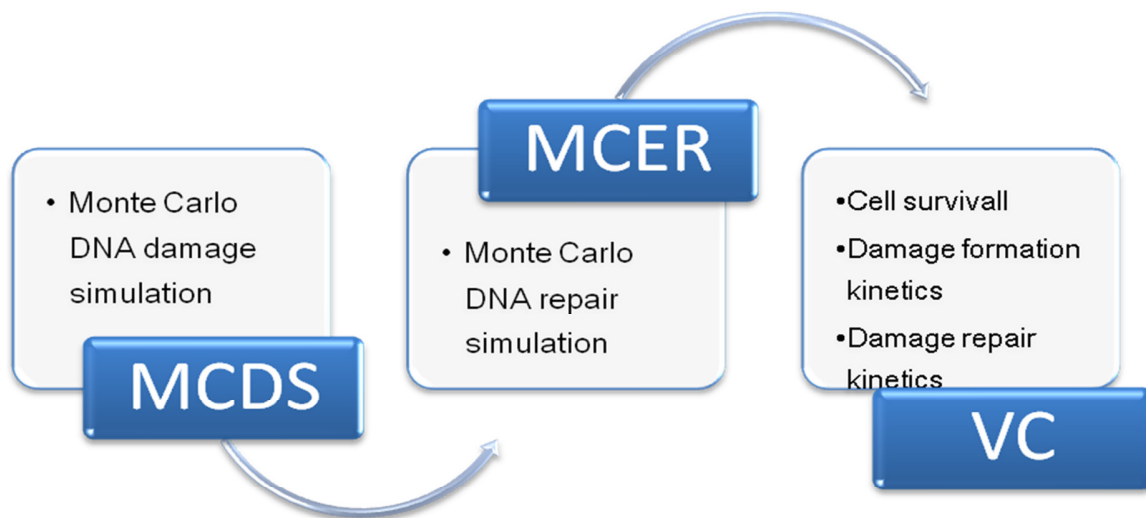 • Monte Carlo
DNA damage
simulation
MCDS
MCER
• Monte Carlo
DNA repair
simulation
•Cell survivall
•Damage formation
kinetics
•Damage repair
kinetics
VC